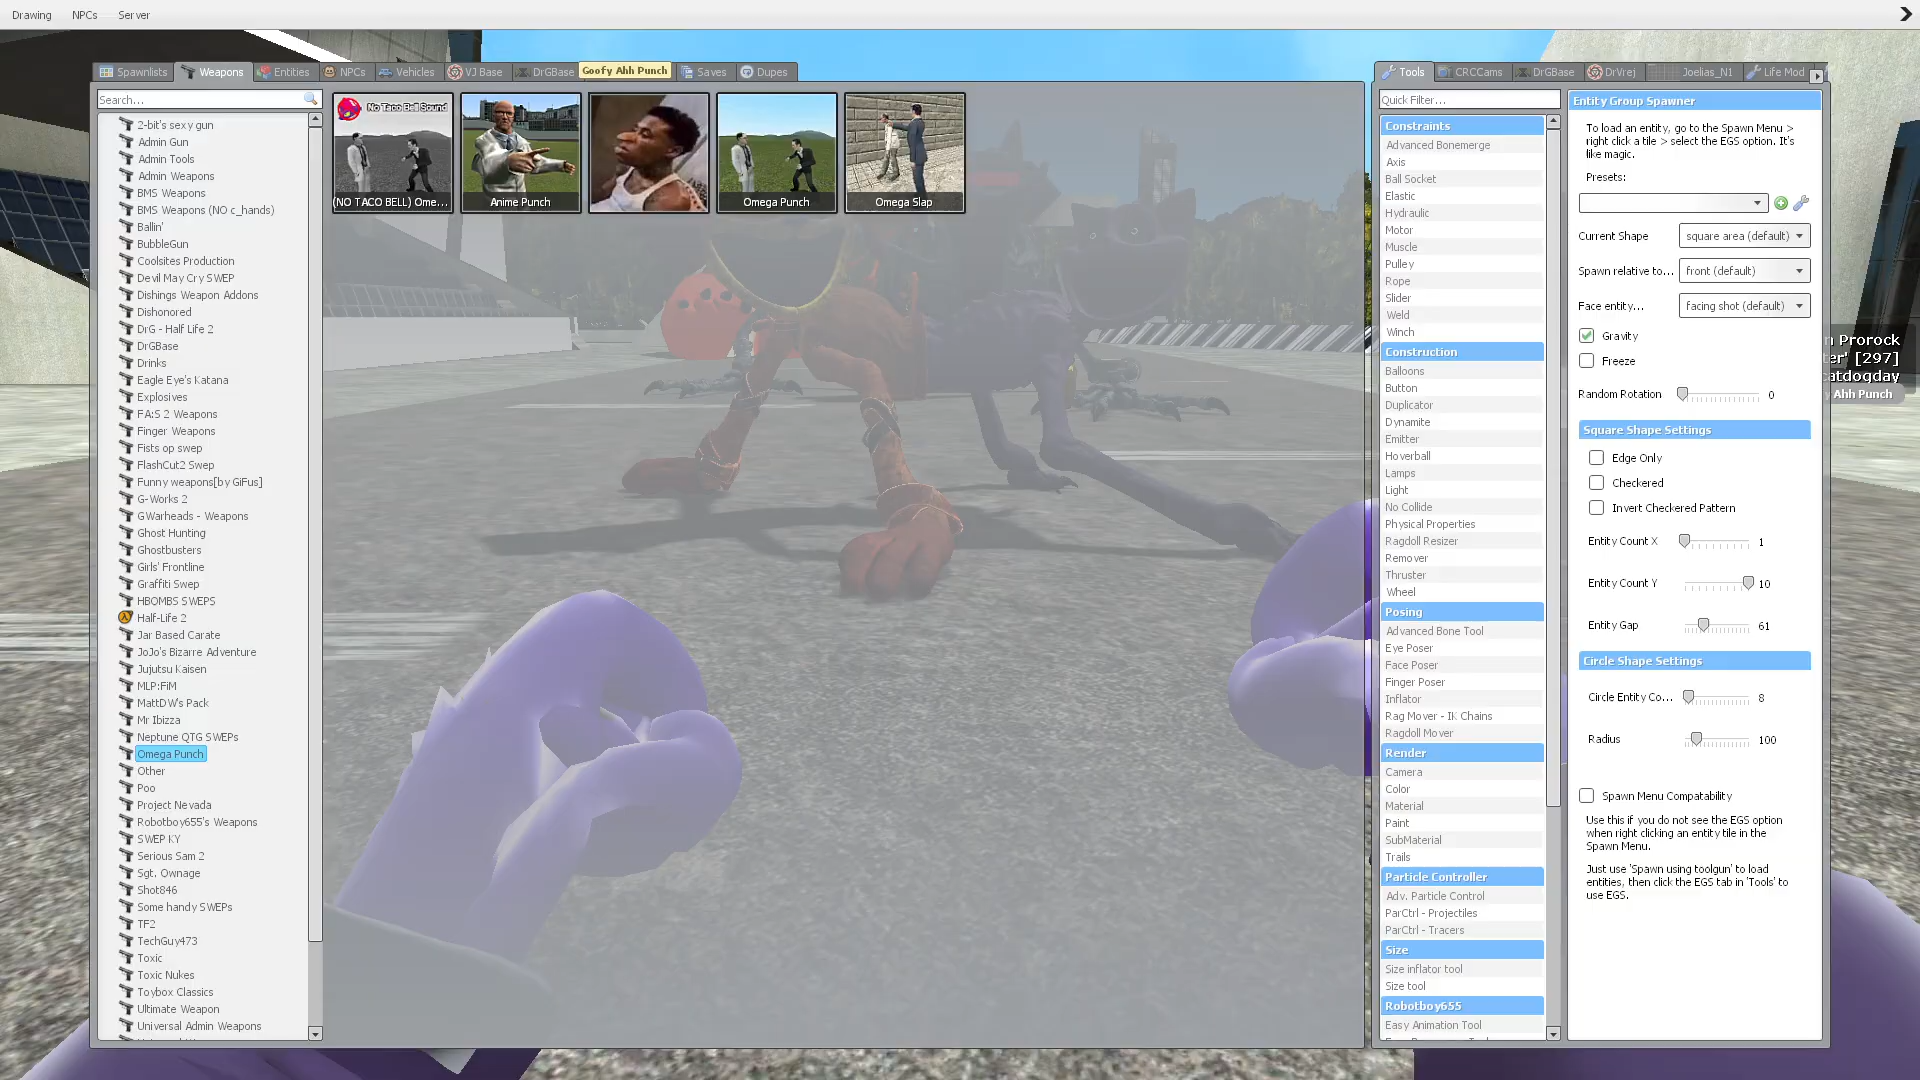 Drawing NPCs Server
Spawnlists Weapons Entities NPCs Vehicles VJ Base DrGBase Goofy Ahh Punch Saves Dupes
Search...
2-bit's sexy gun
Admin Gun
Admin Tools
Admin Weapons
BMS Weapons
BMS Weapons (NO c_hands)
Ballin'
BubbleGun
Coolsites Production
Devil May Cry SWEP
Dishings Weapon Addons
Dishonored
DrG - Half Life 2
DrGBase
Drinks
Eagle Eye's Katana
Explosives
FA:S 2 Weapons
Finger Weapons
Fists op swep
FlashCut2 Swep
Funny weapons[by GiFus]
G-Works 2
GWarheads - Weapons
Ghost Hunting
Ghostbusters
Girls' Frontline
Graffiti Swep
HBOMBS SWEPS
Half-Life 2
Jar Based Carate
JoJo's Bizarre Adventure
Jujutsu Kaisen
MLP:FiM
MattDW's Pack
Mr Ibizza
Neptune QTG SWEPs
Omega Punch
Other
Poo
Project Nevada
Robotboy655's Weapons
SWEP KY
Serious Sam 2
Sgt. Ownage
Shot846
Some handy SWEPs
TF2
TechGuy473
Toxic
Toxic Nukes
Toybox Classics
Ultimate Weapon
Universal Admin Weapons
No Taco Bell Sound
(NO TACO BELL) Ome...
Anime Punch
Omega Punch
Omega Slap
Tools CRCCams DrGBase DrVrej Joelias_N1 Life Mod
Quick Filter...
Constraints
Advanced Bonemerge
Axis
Ball Socket
Elastic
Hydraulic
Motor
Muscle
Pulley
Rope
Slider
Weld
Winch
Construction
Balloons
Button
Duplicator
Dynamite
Emitter
Hoverball
Lamps
Light
No Collide
Physical Properties
Ragdoll Resizer
Remover
Thruster
Wheel
Posing
Advanced Bone Tool
Eye Poser
Face Poser
Finger Poser
Inflator
Rag Mover - IK Chains
Ragdoll Mover
Render
Camera
Color
Material
Paint
SubMaterial
Trails
Particle Controller
Adv. Particle Control
ParCtrl - Projectiles
ParCtrl - Tracers
Size
Size inflator tool
Size tool
Robotboy655
Easy Animation Tool
Entity Group Spawner
To load an entity, go to the Spawn Menu >
right click a tile > select the EGS option. It's
like magic.
Presets:
Current Shape square area (default)
Spawn relative to... front (default)
Face entity... facing shot (default)
Gravity
Freeze
Random Rotation 0
Square Shape Settings
Edge Only
Checkered
Invert Checkered Pattern
Entity Count X 1
Entity Count Y 10
Entity Gap 61
Circle Shape Settings
Circle Entity Co... 8
Radius 100
Spawn Menu Compatability
Use this if you do not see the EGS option
when right clicking an entity tile in the
Spawn Menu.
Just use 'Spawn using toolgun' to load
entities, then click the EGS tab in 'Tools' to
use EGS.
n Prorock
er' [297]
catdogday
Ahh Punch